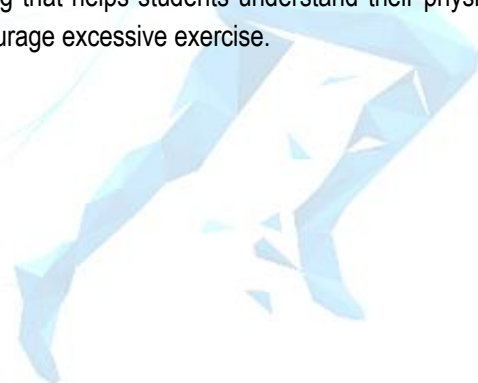 g that helps students understand their physi
urage excessive exercise.